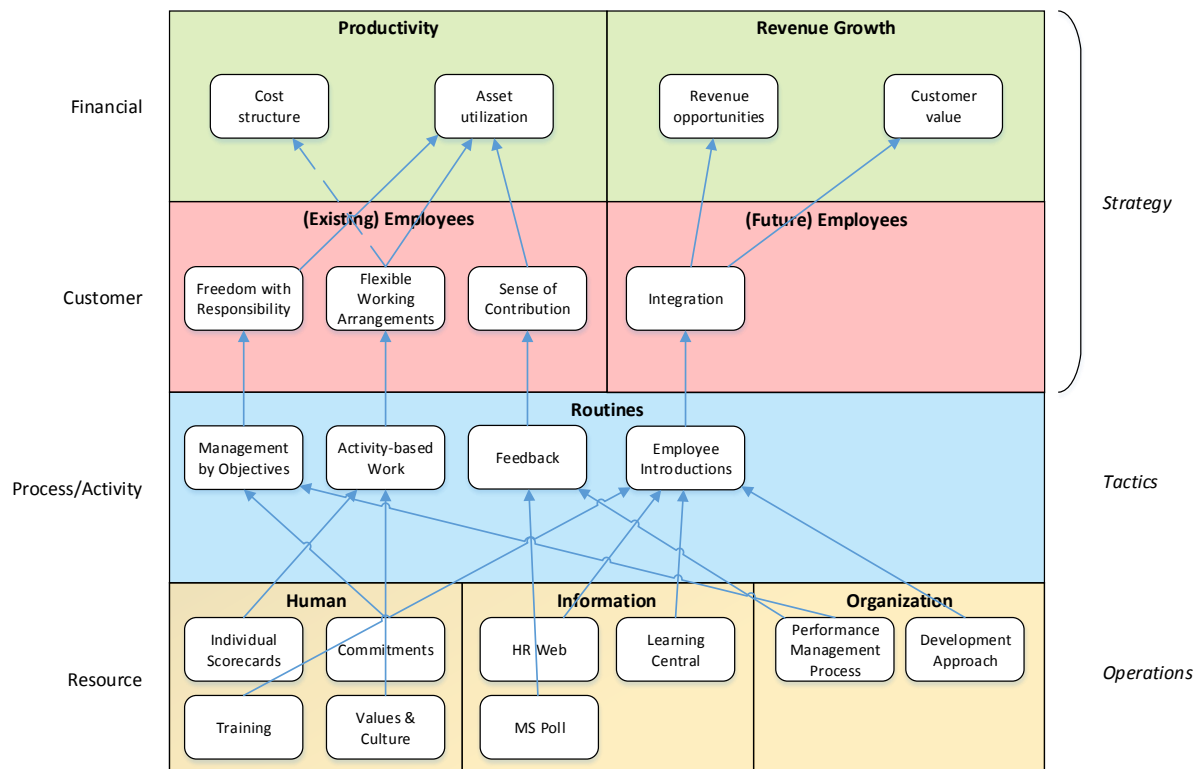 Productivity
Revenue Growth
Financial
Cost
structure
Asset
utilization
Revenue
opportunities
Customer
value
Strategy
(Existing) Employees
(Future) Employees
Customer
Freedom with
Responsibility
Flexible
Working
Arrangements
Sense of
Contribution
Integration
Routines
Process/Activity
Management
by Objectives
Activity-based
Work
Feedback
Employee
Introductions
Tactics
Human
Information
Organization
Resource
Individual
Scorecards
Commitments
HR Web
Learning
Central
Performance
Management
Process
Development
Approach
Operations
Training
Values &
Culture
MS Poll